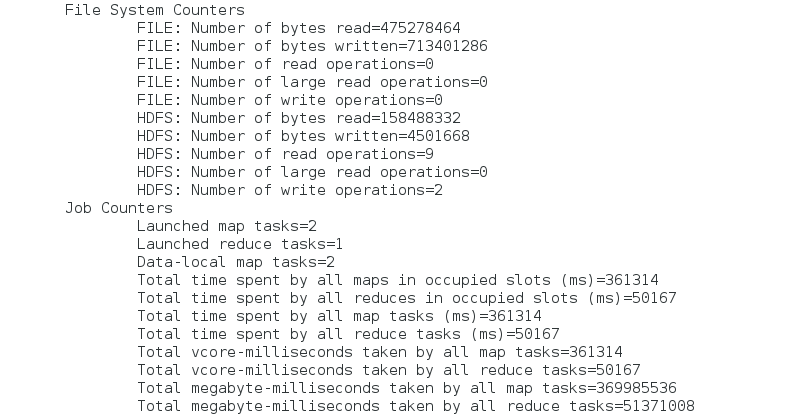 File System Counters
FILE: Number of bytes read=475278464
FILE: Number of bytes written=713401286
FILE: Number of read operations=0
FILE: Number of large read operations=0
FILE: Number of write operations=0
HDFS: Number of bytes read=158488332
HDFS: Number of bytes written=4501668
HDFS: Number of read operations=9
HDFS: Number of large read operations=0
HDFS: Number of write operations=2
Job Counters
Launched map tasks=2
Launched reduce tasks=1
Data-local map tasks=2
Total time spent by all maps in occupied slots (ms)=361314
Total time spent by all reduces in occupied slots (ms)=50167
Total time spent by all map tasks (ms)=361314
Total time spent by all reduce tasks (ms)=50167
Total vcore-milliseconds taken by all map tasks=361314
Total vcore-milliseconds taken by all reduce tasks=50167
Total megabyte-milliseconds taken by all map tasks=369985536
Total megabyte-milliseconds taken by all reduce tasks=51371008